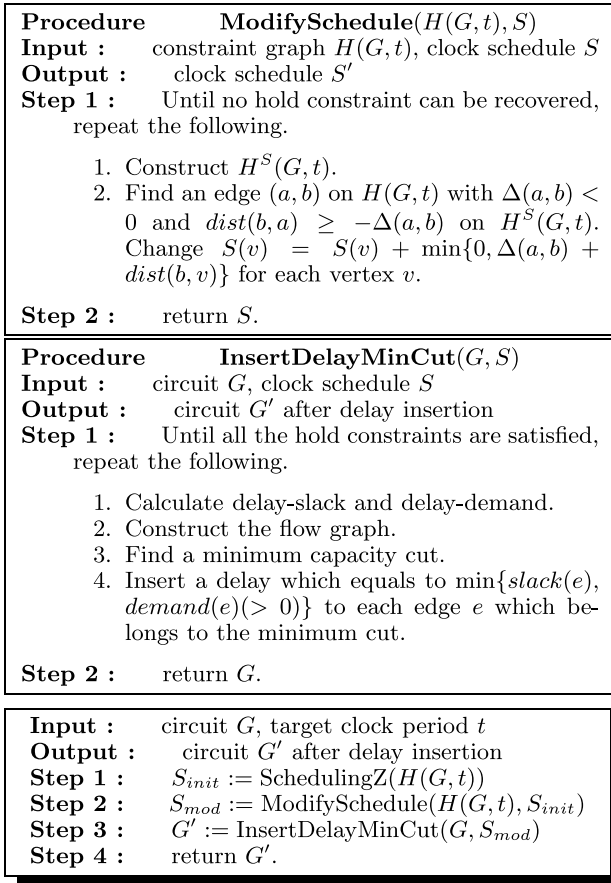 Procedure ModifySchedule(H(G, t), S)
Input : constraint graph H(G, t), clock schedule S
Output : clock schedule S′
Step 1 : Until no hold constraint can be recovered,
repeat the following.
1. Construct H^S(G, t).
2. Find an edge (a, b) on H(G, t) with Δ(a, b) <
0 and dist(b, a) ≥ −Δ(a, b) on H^S(G, t).
Change S(v) = S(v) + min{0, Δ(a, b) +
dist(b, v)} for each vertex v.
Step 2 : return S.
Procedure InsertDelayMinCut(G, S)
Input : circuit G, clock schedule S
Output : circuit G′ after delay insertion
Step 1 : Until all the hold constraints are satisfied,
repeat the following.
1. Calculate delay-slack and delay-demand.
2. Construct the flow graph.
3. Find a minimum capacity cut.
4. Insert a delay which equals to min{slack(e),
demand(e)(> 0)} to each edge e which be-
longs to the minimum cut.
Step 2 : return G.
Input : circuit G, target clock period t
Output : circuit G′ after delay insertion
Step 1 : S_init := SchedulingZ(H(G, t))
Step 2 : S_mod := ModifySchedule(H(G, t), S_init)
Step 3 : G′ := InsertDelayMinCut(G, S_mod)
Step 4 : return G′.